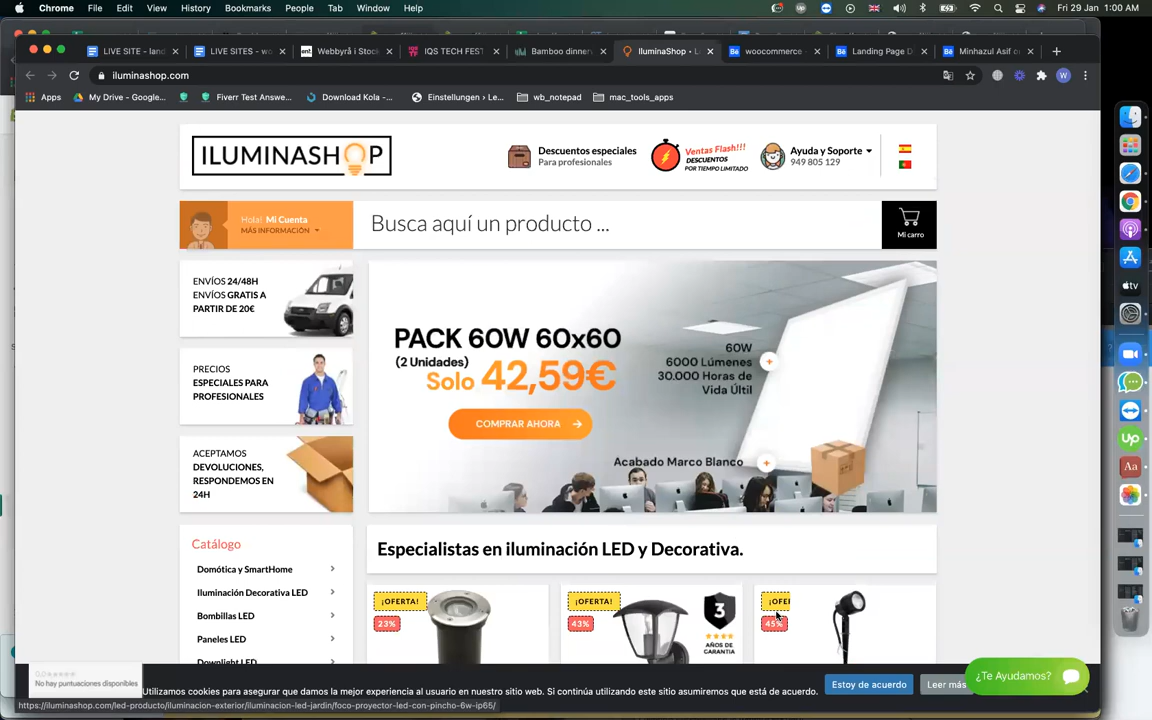 Chrome File Edit View History Bookmarks People Tab Window Help Fri 29 Jan 1:00 AM
LIVE SITE - land LIVE SITES - wo Webbyrå i Stock IQS TECH FEST Bamboo dinner IluminaShop • L woocommerce - Landing Page D Minhazul Asif o
iluminashop.com
Apps My Drive - Google... Fiverr Test Answe... Download Kola -... Einstellungen › Le... wb_notepad mac_tools_apps
ILUMINASHOP
Descuentos especiales
Para profesionales
Ventas Flash!!!
DESCUENTOS
POR TIEMPO LIMITADO
Ayuda y Soporte
949 805 129
Hola! Mi Cuenta
MÁS INFORMACIÓN
Busca aquí un producto ...
Mi carro
ENVÍOS 24/48H
ENVÍOS GRATIS A
PARTIR DE 20€
PRECIOS
ESPECIALES PARA
PROFESIONALES
ACEPTAMOS
DEVOLUCIONES,
RESPONDEMOS EN
24H
PACK 60W 60x60
(2 Unidades)
Solo 42,59€
COMPRAR AHORA
60W
6000 Lúmenes
30.000 Horas de
Vida Últil
Acabado Marco Blanco
Catálogo
Domótica y SmartHome
Iluminación Decorativa LED
Bombillas LED
Paneles LED
Downlight LED
Especialistas en iluminación LED y Decorativa.
¡OFERTA!
23%
¡OFERTA!
43%
3
AÑOS DE
GARANTIA
¡OFER
45%
No hay puntuaciones disponibles
Utilizamos cookies para asegurar que damos la mejor experiencia al usuario en nuestro sitio web. Si continúa utilizando este sitio asumiremos que está de acuerdo.
Estoy de acuerdo
Leer más
¿Te Ayudamos?
https://iluminashop.com/led-producto/iluminacion-exterior/iluminacion-led-jardin/foco-proyector-led-con-pincho-6w-ip65/